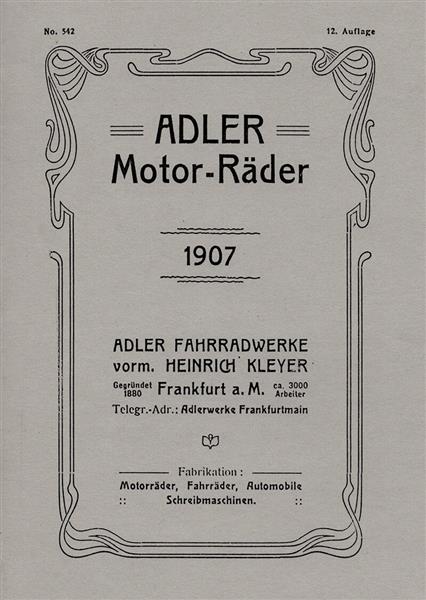 No. 542 12. Auflage
ADLER
Motor-Räder
1907
ADLER FAHRRADWERKE
vorm. HEINRICH KLEYER
Gegründet 1880 Frankfurt a. M. ca. 3000 Arbeiter
Telegr.-Adr.: Adlerwerke Frankfurtmain
Fabrikation:
Motorräder, Fahrräder, Automobile
:: Schreibmaschinen. ::